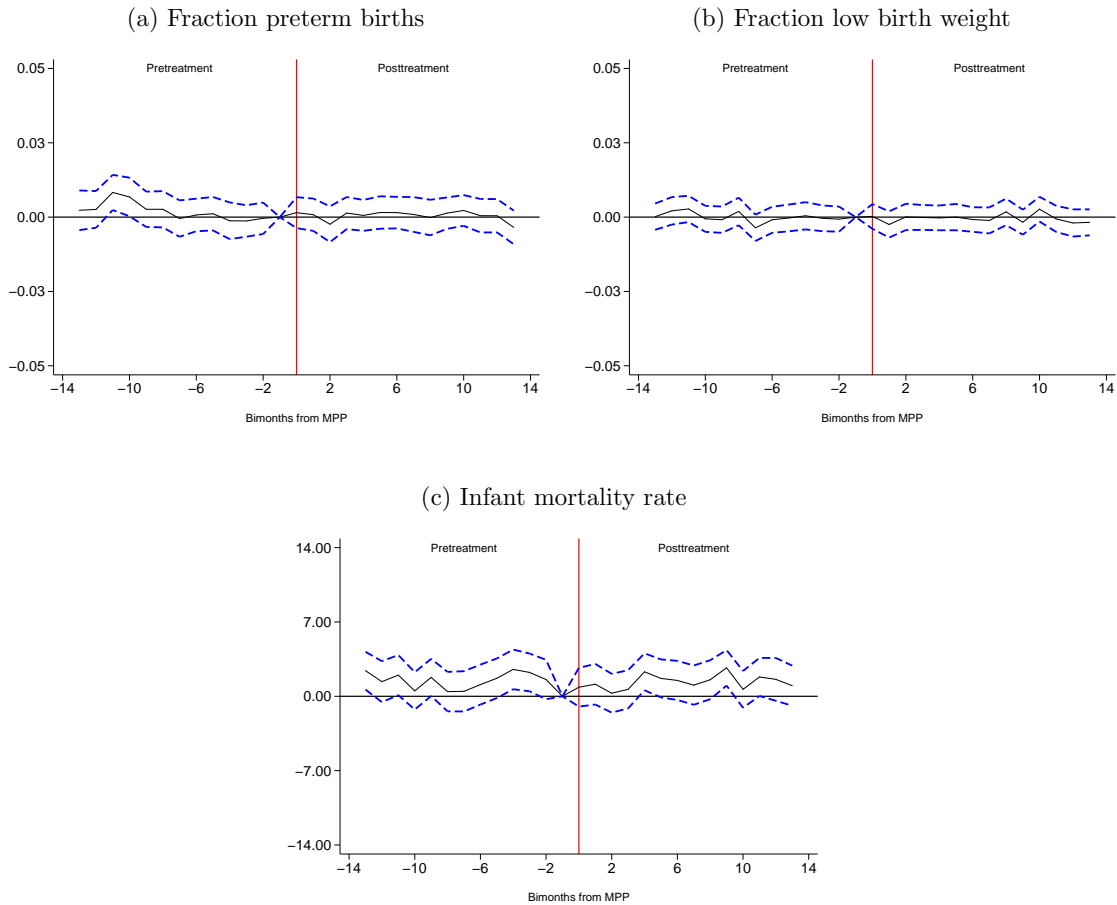 (a) Fraction preterm births
(b) Fraction low birth weight
Pretreatment Posttreatment
0.05
0.03
0.00
−0.03
−0.05
−14 −10 −6 −2 2 6 10 14
Bimonths from MPP
Pretreatment Posttreatment
0.05
0.03
0.00
−0.03
−0.05
−14 −10 −6 −2 2 6 10 14
Bimonths from MPP
(c) Infant mortality rate
Pretreatment Posttreatment
14.00
7.00
0.00
−7.00
−14.00
−14 −10 −6 −2 2 6 10 14
Bimonths from MPP